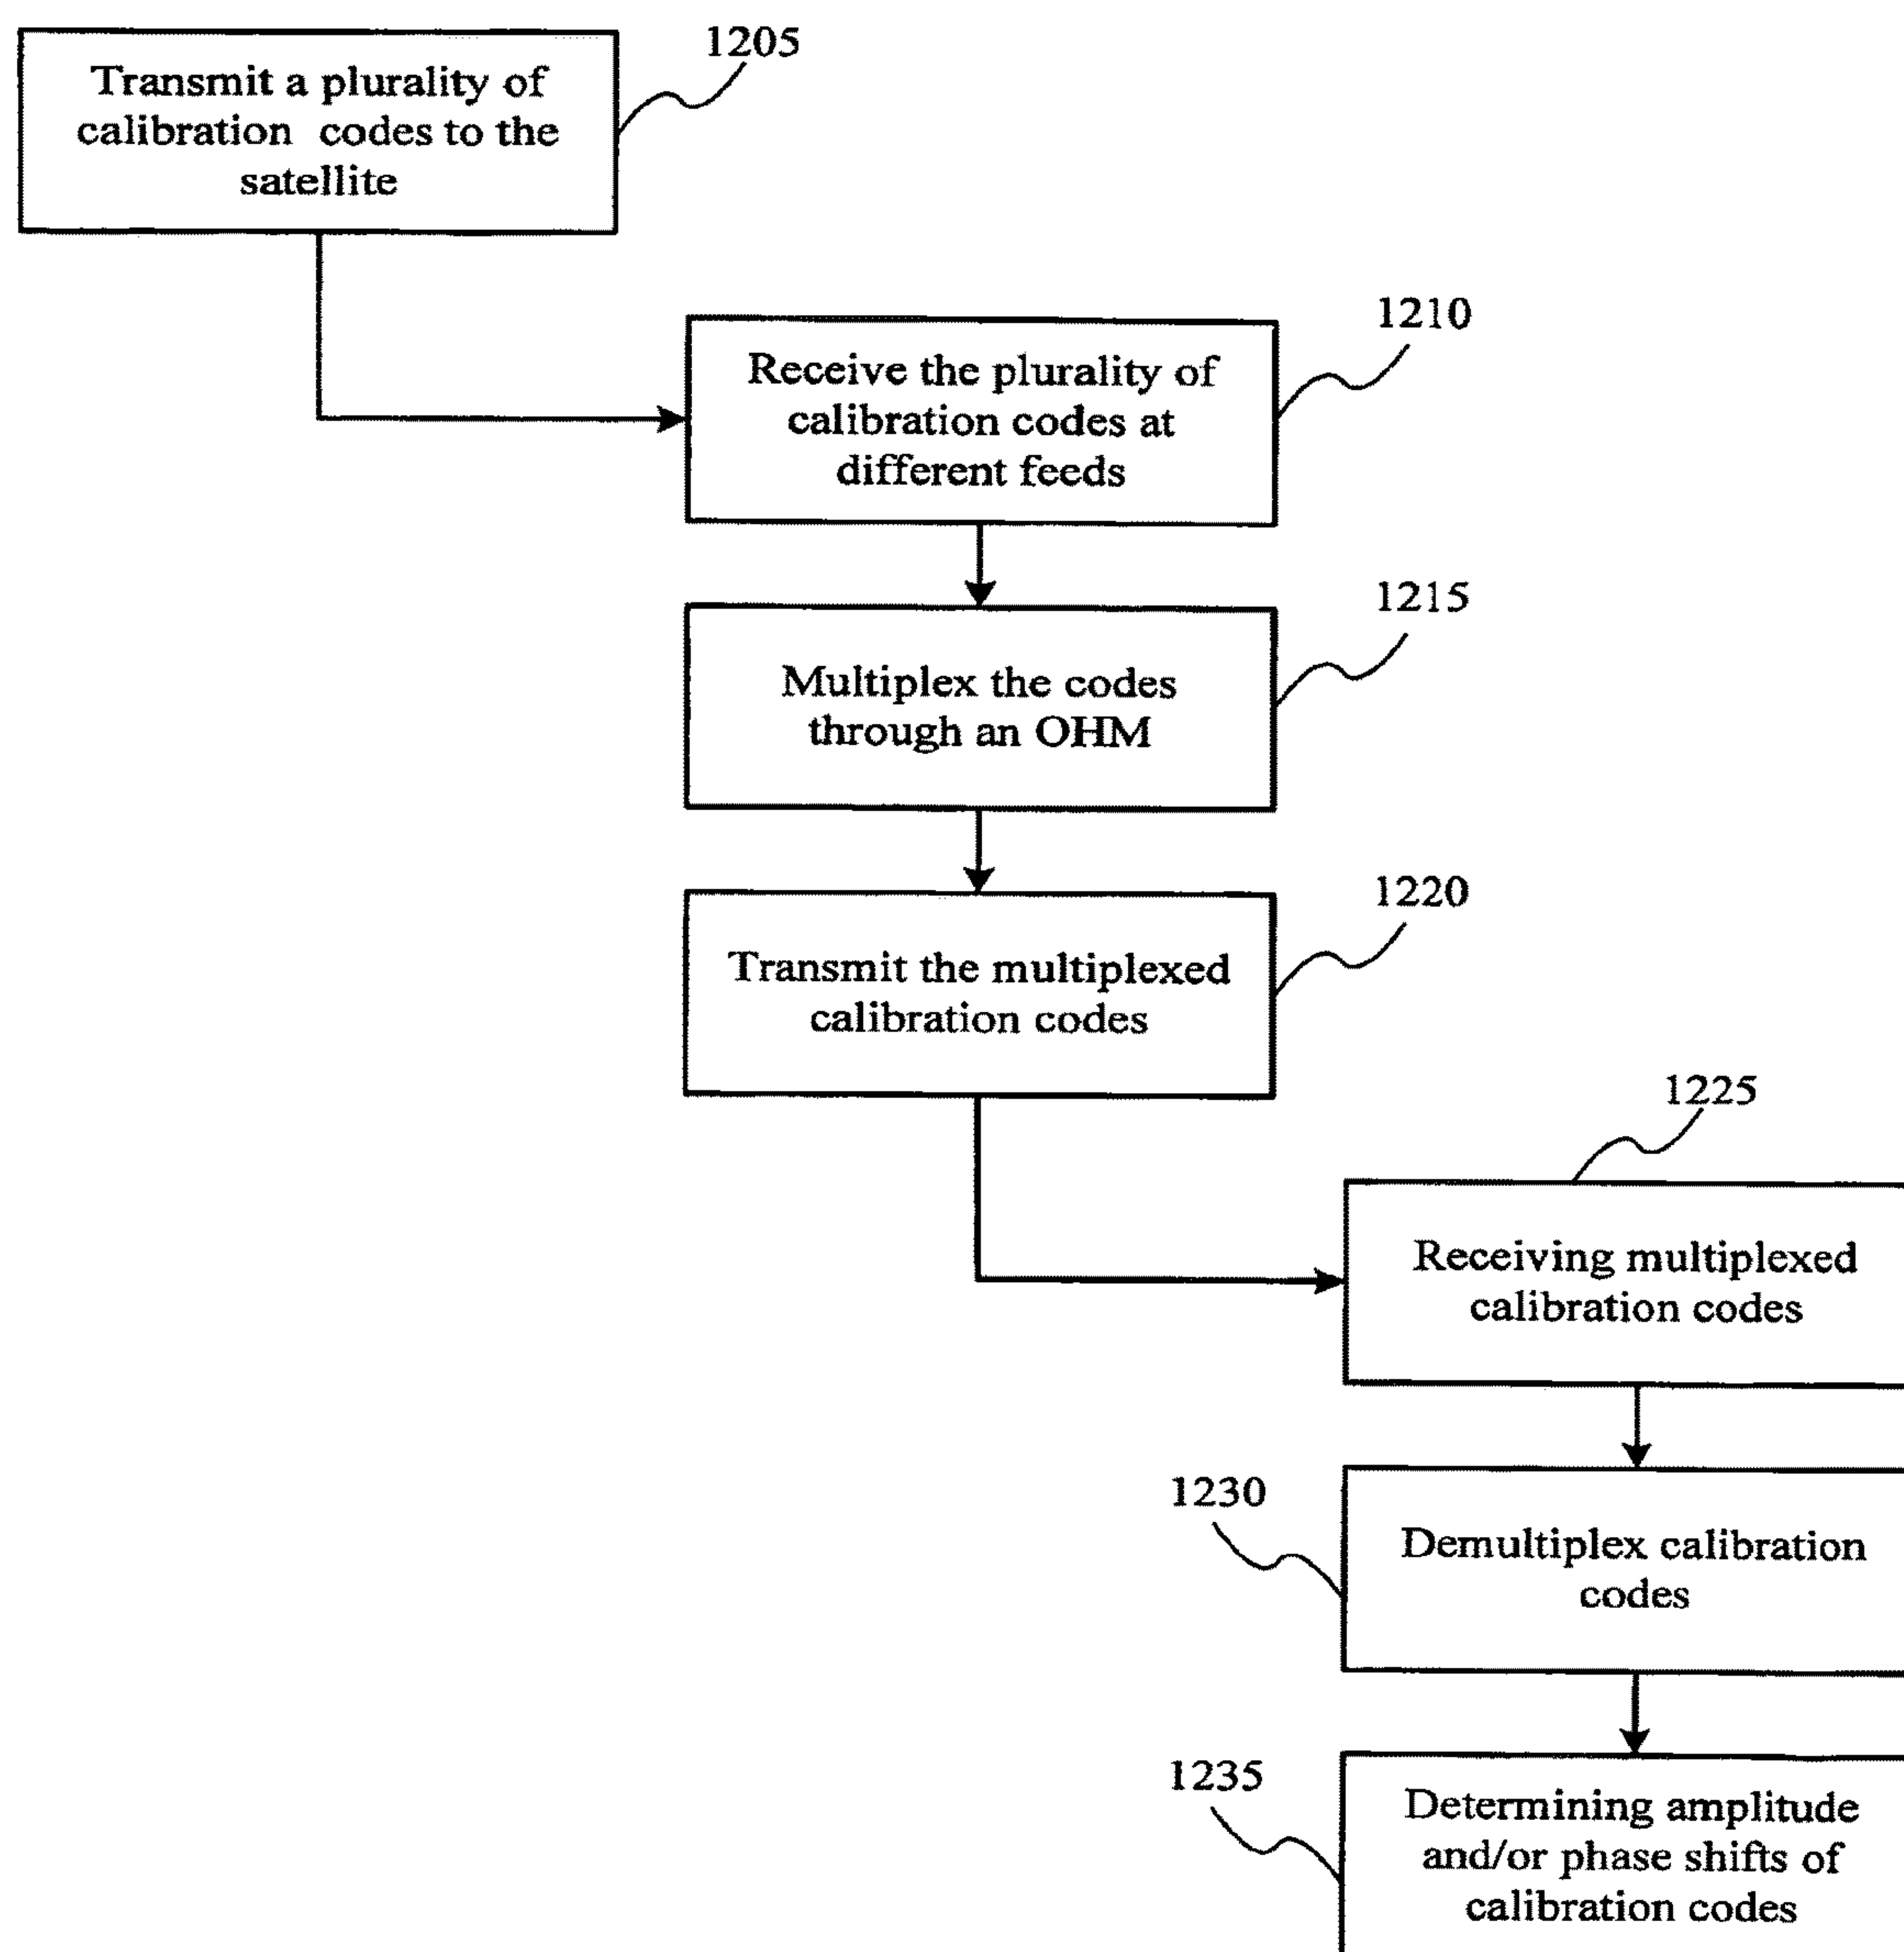 1205
Transmit a plurality of
calibration codes to the
satellite
1210
Receive the plurality of
calibration codes at
different feeds
1215
Multiplex the codes
through an OHM
1220
Transmit the multiplexed
calibration codes
1225
Receiving multiplexed
calibration codes
1230
Demultiplex calibration
codes
1235
Determining amplitude
and/or phase shifts of
calibration codes